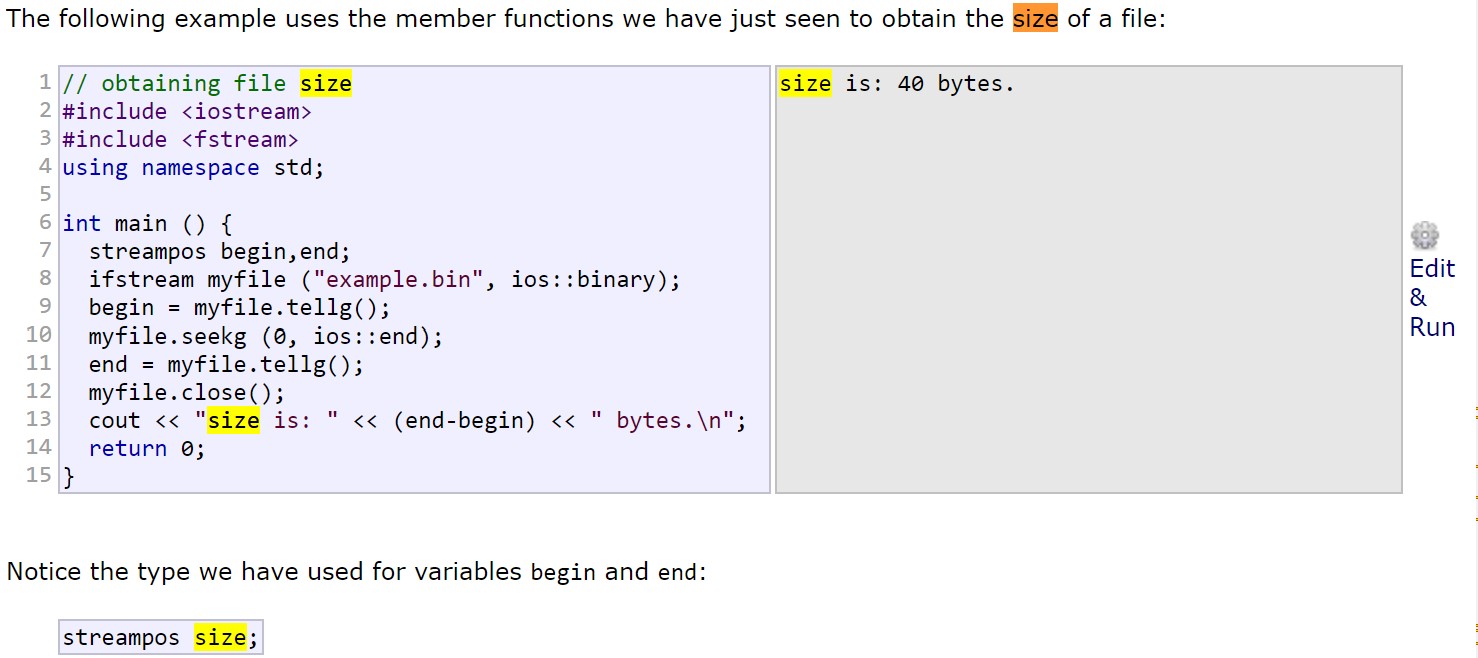 The following example uses the member functions we have just seen to obtain the size of a file:
1 // obtaining file size
2 #include <iostream>
3 #include <fstream>
4 using namespace std;
5
6 int main () {
7   streampos begin,end;
8   ifstream myfile ("example.bin", ios::binary);
9   begin = myfile.tellg();
10   myfile.seekg (0, ios::end);
11   end = myfile.tellg();
12   myfile.close();
13   cout << "size is: " << (end-begin) << " bytes.\n";
14   return 0;
15 }
size is: 40 bytes.
Edit
&
Run
Notice the type we have used for variables begin and end:
streampos size;